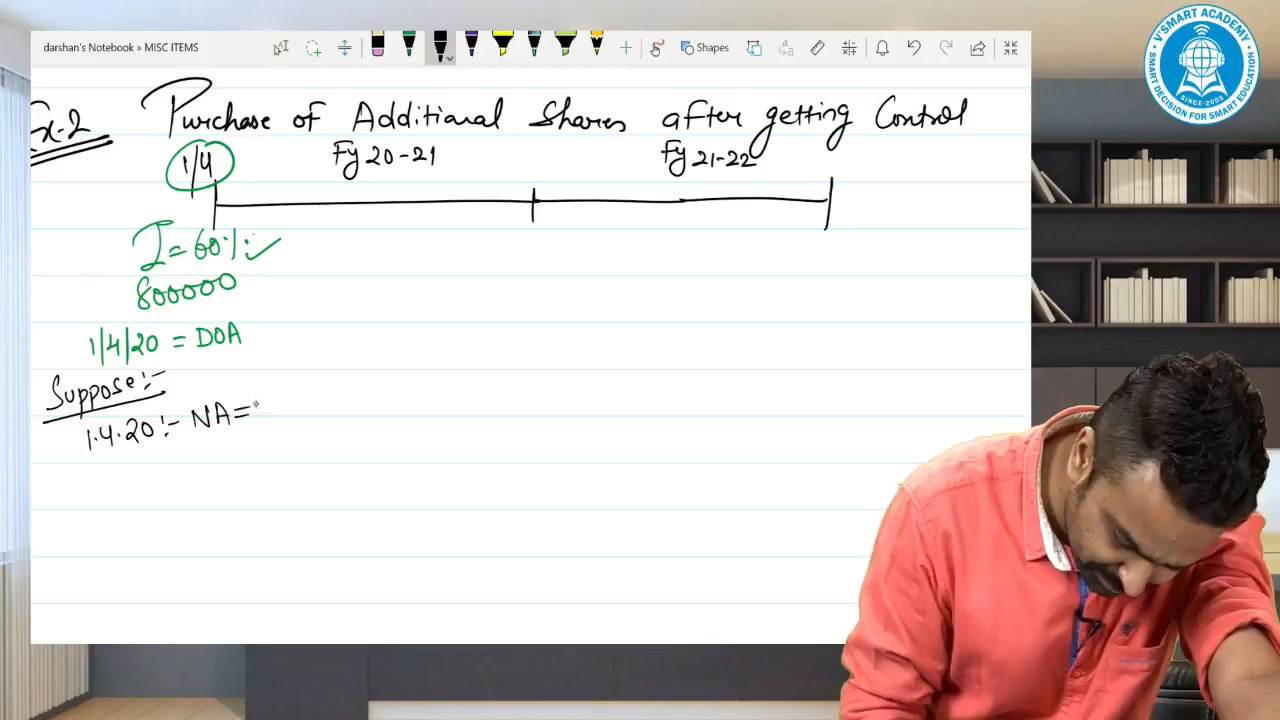 darshan's Notebook » MISC ITEMS
Shapes
V'SMART ACADEMY
SMART DECISION FOR SMART EDUCATION
SINCE-2005
Ex-2 Purchase of Additional Shares after getting Control
1/4 Fy 20-21 Fy 21-22
I = 60%
800000
1/4/20 = DOA
Suppose:-
1.4.20:- NA=